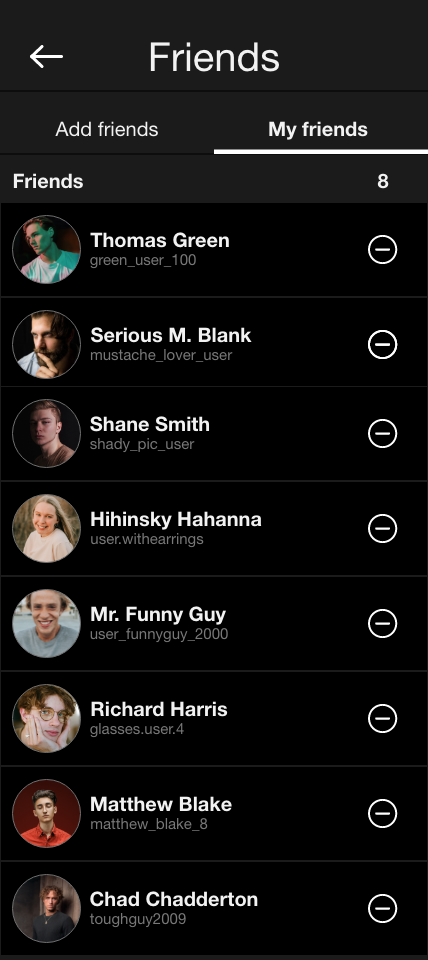 Friends
Add friends My friends
Friends 8
Thomas Green
green_user_100
Serious M. Blank
mustache_lover_user
Shane Smith
shady_pic_user
Hihinsky Hahanna
user.withearrings
Mr. Funny Guy
user_funnyguy_2000
Richard Harris
glasses.user.4
Matthew Blake
matthew_blake_8
Chad Chadderton
toughguy2009